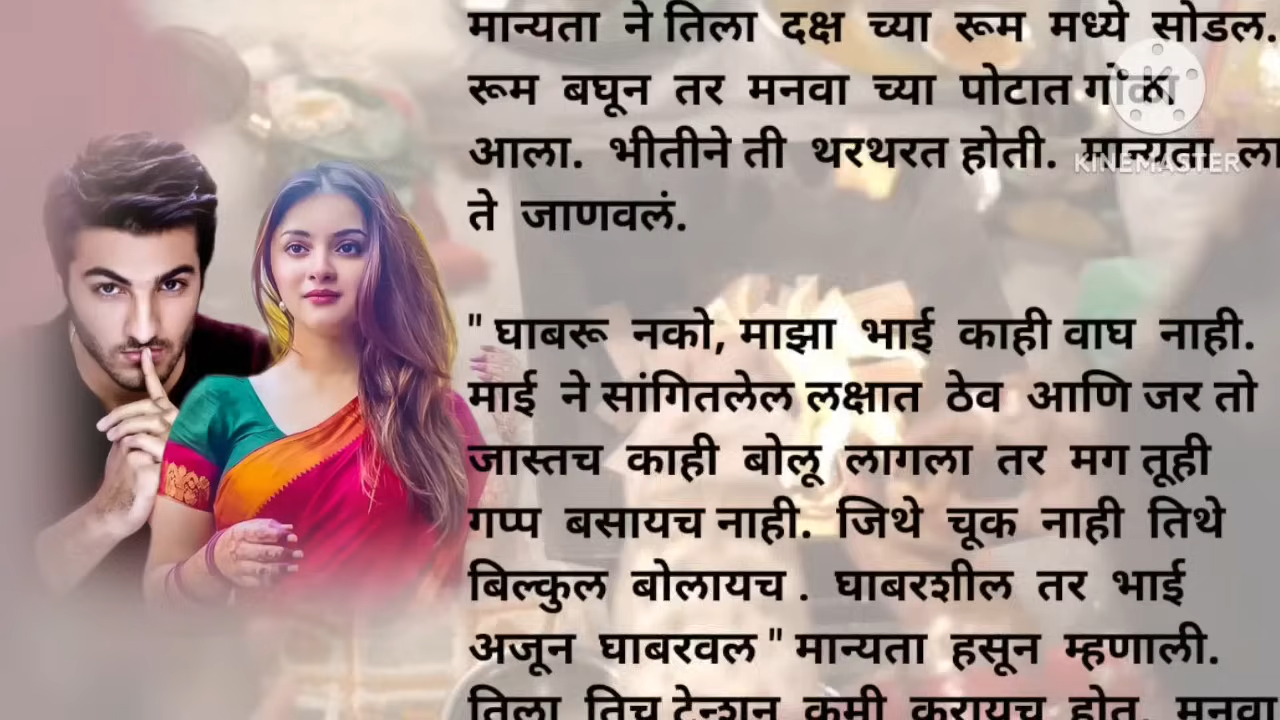 मान्यता ने तिला दक्ष च्या रूम मध्ये सोडल.
रूम बघून तर मनवा च्या पोटात गोळा
आला. भीतीने ती थरथरत होती. मान्यता ला
ते जाणवलं.
" घाबरू नको, माझा भाई काही वाघ नाही.
माई ने सांगितलेल लक्षात ठेव आणि जर तो
जास्तच काही बोलू लागला तर मग तूही
गप्प बसायच नाही. जिथे चूक नाही तिथे
बिल्कुल बोलायच . घाबरशील तर भाई
अजून घाबरवल " मान्यता हसून म्हणाली.
तिला तिच टेन्शन कमी करायच होत. मनवा
K
KINEMASTER